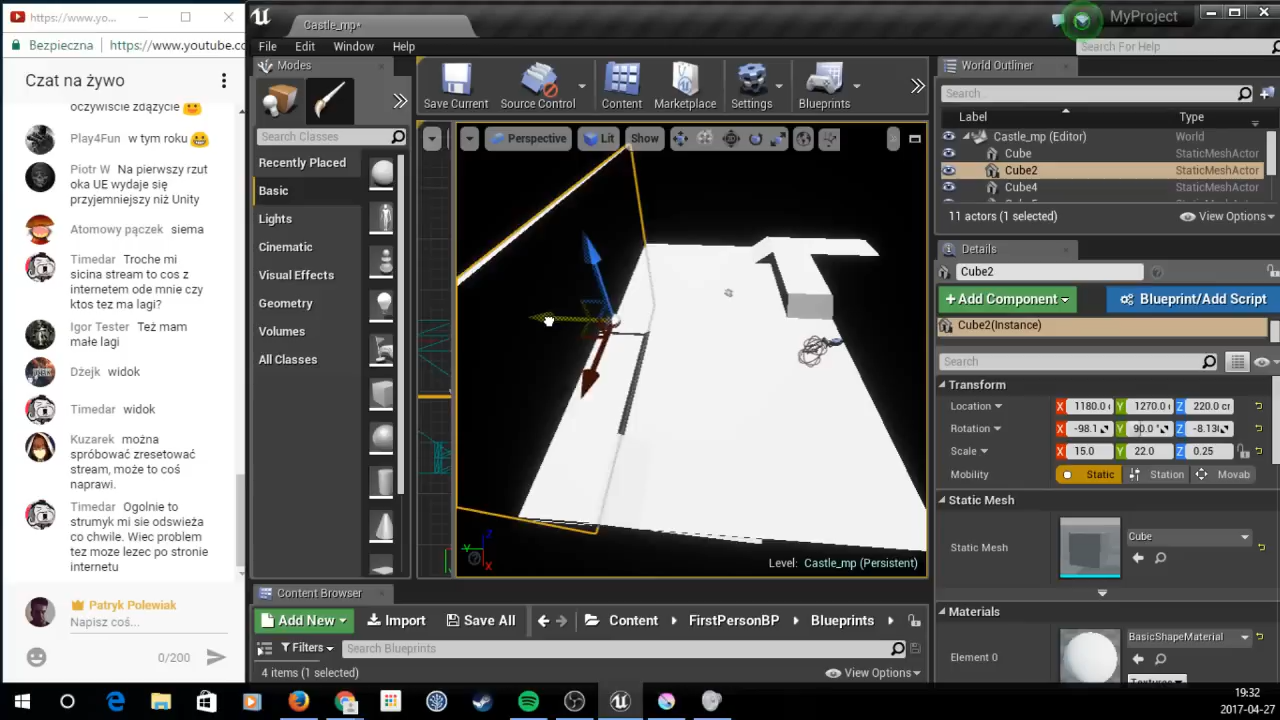 https://www.yo...
Bezpieczna
https://www.youtube.co
Czat na żywo
oczywiście zdążycie
Play4Fun w tym roku
Piotr W Na pierwszy rzut
oka UE wydaje się
przyjemniejszy niż Unity
Atomowy pączek siema
Timedar Troche mi
sicina stream to cos z
internetem ode mnie czy
ktos tez ma lagi?
Igor Tester Też mam
małe lagi
Dżejk widok
Timedar widok
Kuzarek można
spróbować zresetować
stream, może to coś
naprawi.
Timedar Ogolnie to
strumyk mi sie odswieża
co chwile. Wiec problem
tez moze lezec po stronie
internetu
Patryk Polewiak
Napisz coś...
0/200
Castle_mp*
MyProject
File Edit Window Help
Search For Help
Modes
Search Classes
Recently Placed
Basic
Lights
Cinematic
Visual Effects
Geometry
Volumes
All Classes
Save Current
Source Control
Content
Marketplace
Settings
Blueprints
Perspective
Lit
Show
Y
Z
X
Level: Castle_mp (Persistent)
World Outliner
Search...
Label Type
Castle_mp (Editor) World
Cube StaticMeshActor
Cube2 StaticMeshActor
Cube4 StaticMeshActor
11 actors (1 selected)
View Options
Details
Cube2
+Add Component
Blueprint/Add Script
Cube2(Instance)
Search
Transform
Location X 1180.0 Y 1270.0 Z 220.0 cm
Rotation X -98.1 Y 90.0 ° Z -8.13
Scale X 15.0 Y 22.0 Z 0.25
Mobility Static Station Movab
Static Mesh
Static Mesh
Cube
Materials
Element 0
BasicShapeMaterial
Textures
Content Browser
Add New
Import
Save All
Content
FirstPersonBP
Blueprints
Filters
Search Blueprints
4 items (1 selected)
View Options
19:32
2017-04-27